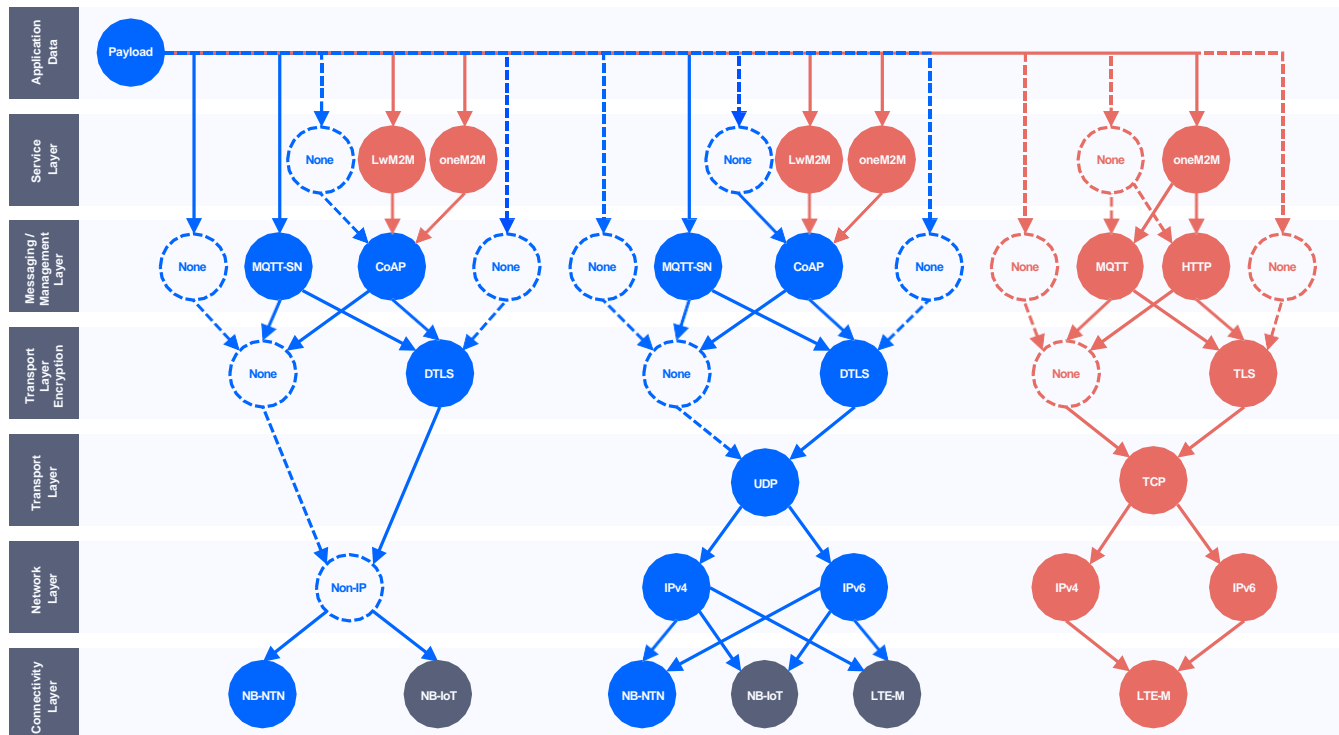 Application
Data
Payload
Service
Layer
None
LwM2M
oneM2M
None
LwM2M
oneM2M
None
oneM2M
Messaging /
Management
Layer
None
MQTT-SN
CoAP
None
None
MQTT-SN
CoAP
None
None
MQTT
HTTP
None
Transport
Layer
Encryption
None
DTLS
None
DTLS
None
TLS
Transport
Layer
UDP
TCP
Network
Layer
Non-IP
IPv4
IPv6
IPv4
IPv6
Connectivity
Layer
NB-NTN
NB-IoT
NB-NTN
NB-IoT
LTE-M
LTE-M